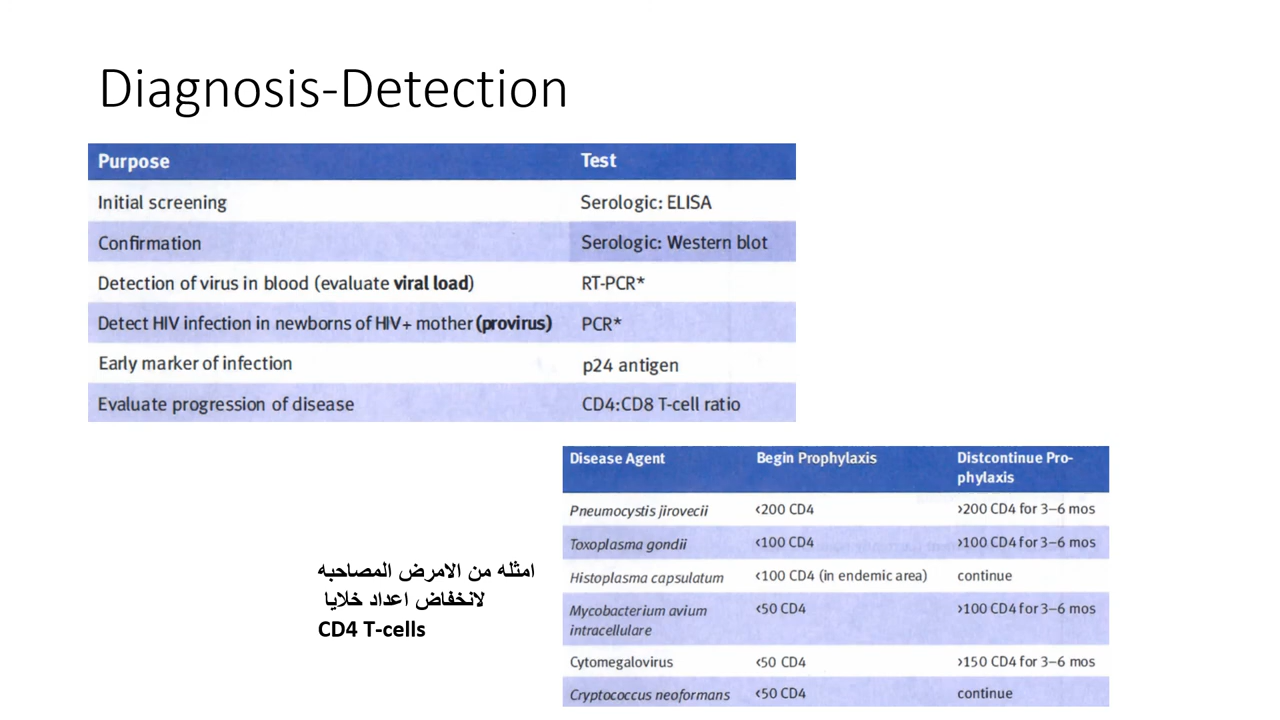 Diagnosis-Detection
Purpose Test
Initial screening Serologic: ELISA
Confirmation Serologic: Western blot
Detection of virus in blood (evaluate viral load) RT-PCR*
Detect HIV infection in newborns of HIV+ mother (provirus) PCR*
Early marker of infection p24 antigen
Evaluate progression of disease CD4:CD8 T-cell ratio
Disease Agent Begin Prophylaxis Distcontinue Pro-
phylaxis
Pneumocystis jirovecii <200 CD4 >200 CD4 for 3–6 mos
Toxoplasma gondii <100 CD4 >100 CD4 for 3–6 mos
Histoplasma capsulatum <100 CD4 (in endemic area) continue
Mycobacterium avium <50 CD4 >100 CD4 for 3–6 mos
intracellulare
Cytomegalovirus <50 CD4 >150 CD4 for 3–6 mos
Cryptococcus neoformans <50 CD4 continue
امثله من الامرض المصاحبه
لانخفاض اعداد خلايا
CD4 T-cells